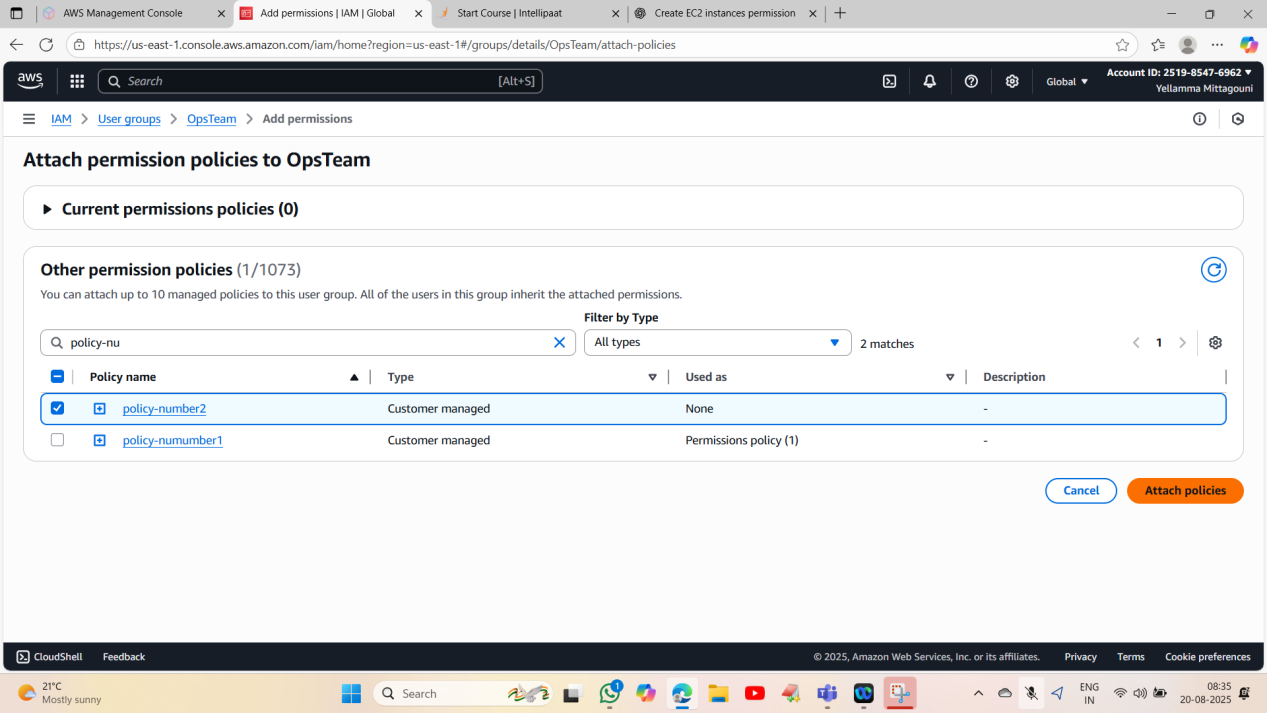 AWS Management Console
Add permissions | IAM | Global
Start Course | Intellipaat
Create EC2 instances permission
https://us-east-1.console.aws.amazon.com/iam/home?region=us-east-1#/groups/details/OpsTeam/attach-policies
aws
Search [Alt+S]
Global
Account ID: 2519-8547-6962
Yellamma Mittagouni
IAM > User groups > OpsTeam > Add permissions
Attach permission policies to OpsTeam
Current permissions policies (0)
Other permission policies (1/1073)
You can attach up to 10 managed policies to this user group. All of the users in this group inherit the attached permissions.
Filter by Type
policy-nu
All types
2 matches
1
Policy name Type Used as Description
policy-number2 Customer managed None -
policy-numumber1 Customer managed Permissions policy (1) -
Cancel Attach policies
CloudShell Feedback © 2025, Amazon Web Services, Inc. or its affiliates. Privacy Terms Cookie preferences
21°C
Mostly sunny
Search
1
ENG
IN
08:35
20-08-2025